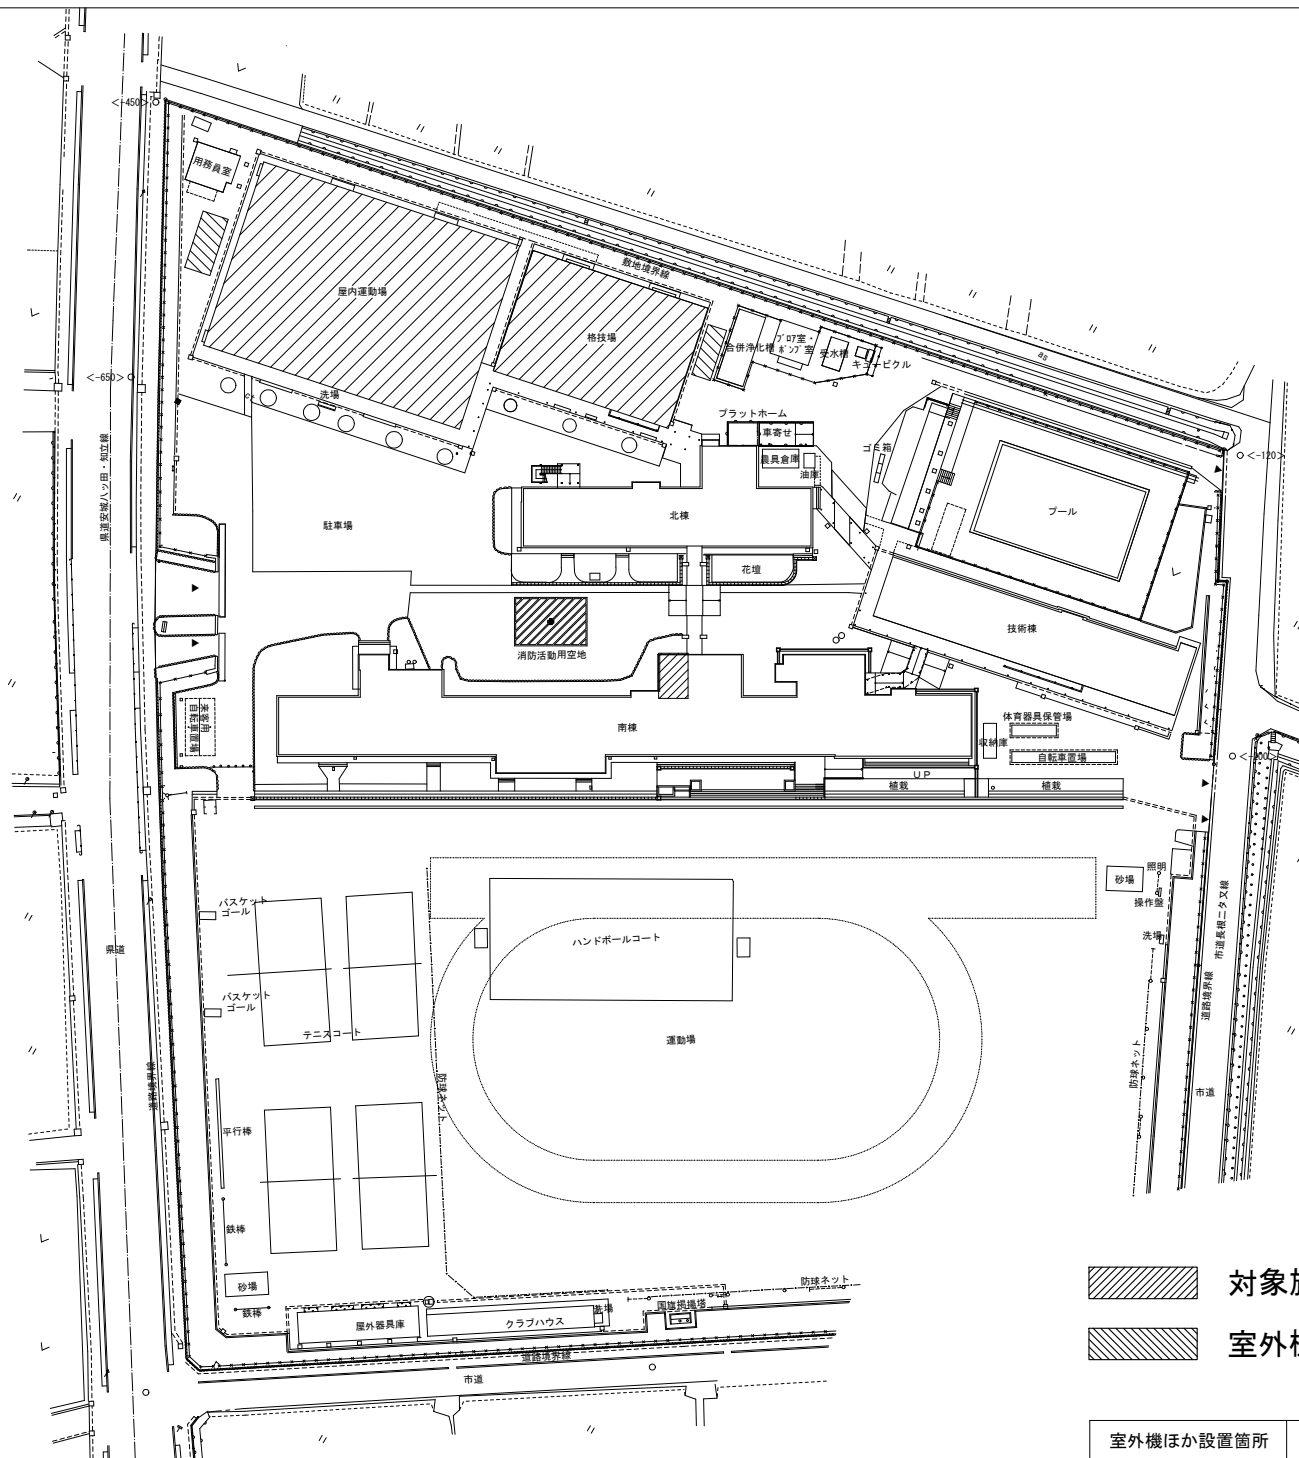 <-450>
用務員室
敷地境界線
屋内運動場
格技場
合併浄化槽
ブロア室・
ポンプ室
受水槽
キュービクル
as
<-650>
洗場
プラットホーム
車寄せ
農具倉庫
油庫
ゴミ箱
<-120>
県道安城八ッ田・知立線
駐車場
北棟
プール
花壇
技術棟
消防活動用空地
来客用
自転車置場
南棟
体育器具保管場
収納庫
自転車置場
<-200>
UP
植栽
植栽
照明
砂場
操作盤
バスケット
ゴール
ハンドボールコート
洗場
市道長根二タ又線
県道
道路境界線
バスケット
ゴール
テニスコート
運動場
防球ネット
道路境界線
防球ネット
市道
平行棒
鉄棒
砂場
鉄棒
防球ネット
国旗掲揚塔
屋外器具庫
クラブハウス
道路境界線
市道
対象
室外
室外機ほか設置箇所